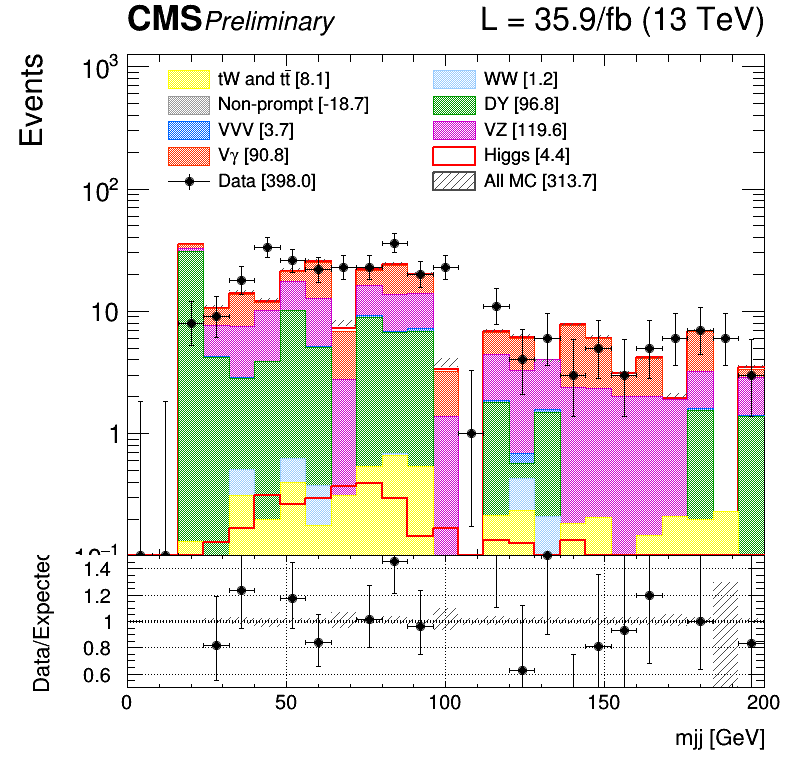 CMS Preliminary L = 35.9/fb (13 TeV)
Events
10³
10²
10
1
10⁻¹
tW and tt̄ [8.1] WW [1.2]
Non-prompt [-18.7] DY [96.8]
VVV [3.7] VZ [119.6]
Vγ [90.8] Higgs [4.4]
Data [398.0] All MC [313.7]
Data/Expected
1.4
1.2
1
0.8
0.6
0 50 100 150 200
mjj [GeV]